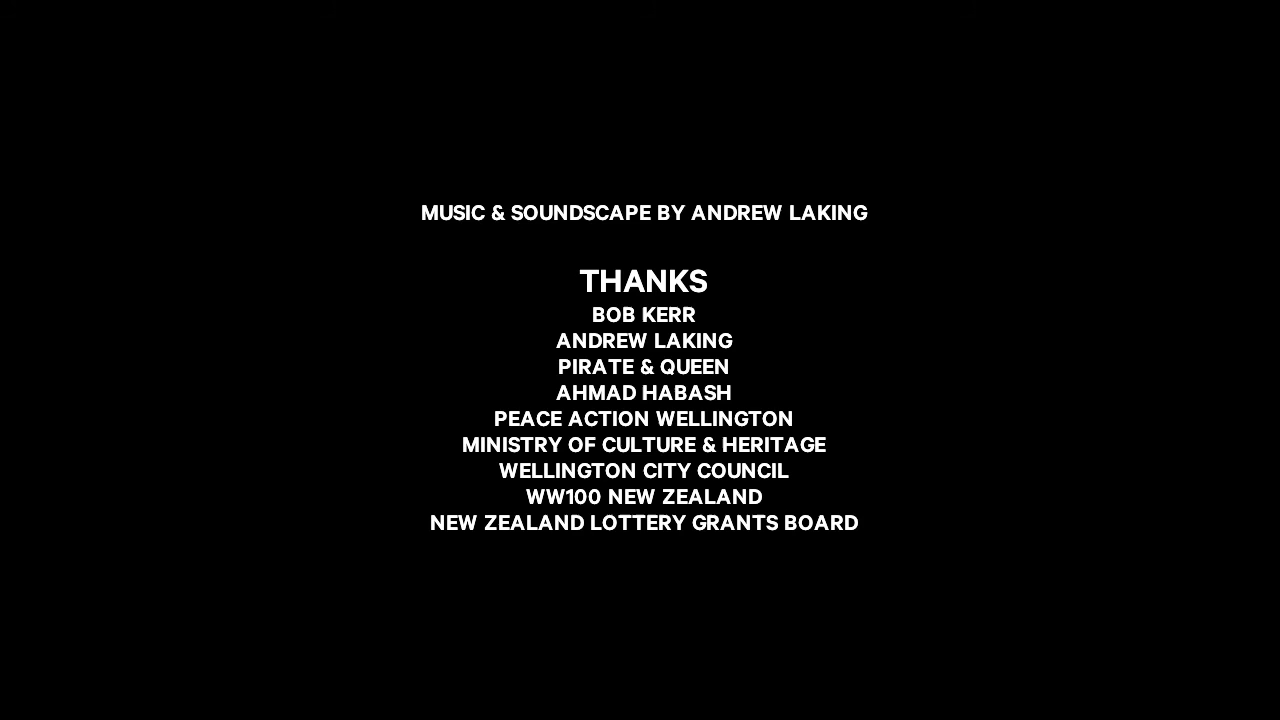 MUSIC & SOUNDSCAPE BY ANDREW LAKING
THANKS
BOB KERR
ANDREW LAKING
PIRATE & QUEEN
AHMAD HABASH
PEACE ACTION WELLINGTON
MINISTRY OF CULTURE & HERITAGE
WELLINGTON CITY COUNCIL
WW100 NEW ZEALAND
NEW ZEALAND LOTTERY GRANTS BOARD